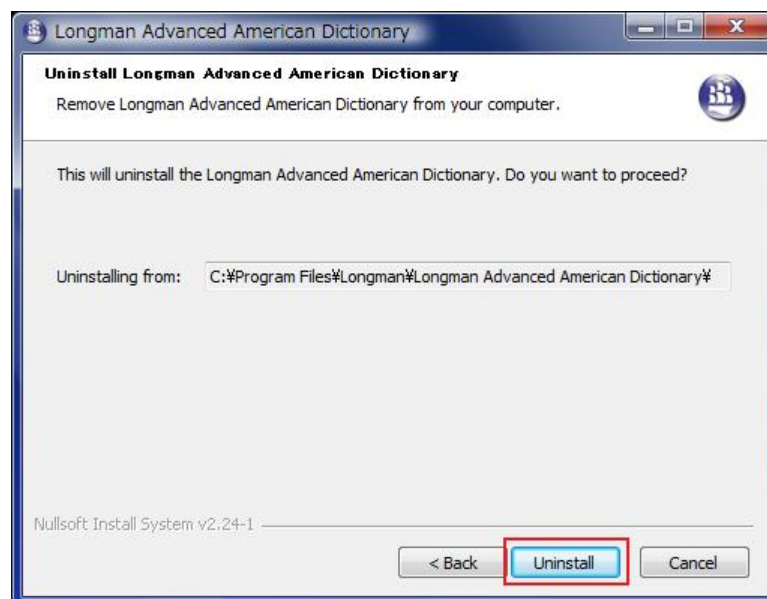 Longman Advanced American Dictionary
Uninstall Longman Advanced American Dictionary
Remove Longman Advanced American Dictionary from your computer.
This will uninstall the Longman Advanced American Dictionary. Do you want to proceed?
Uninstalling from: C:¥Program Files¥Longman¥Longman Advanced American Dictionary¥
Nullsoft Install System v2.24-1
< Back Uninstall Cancel